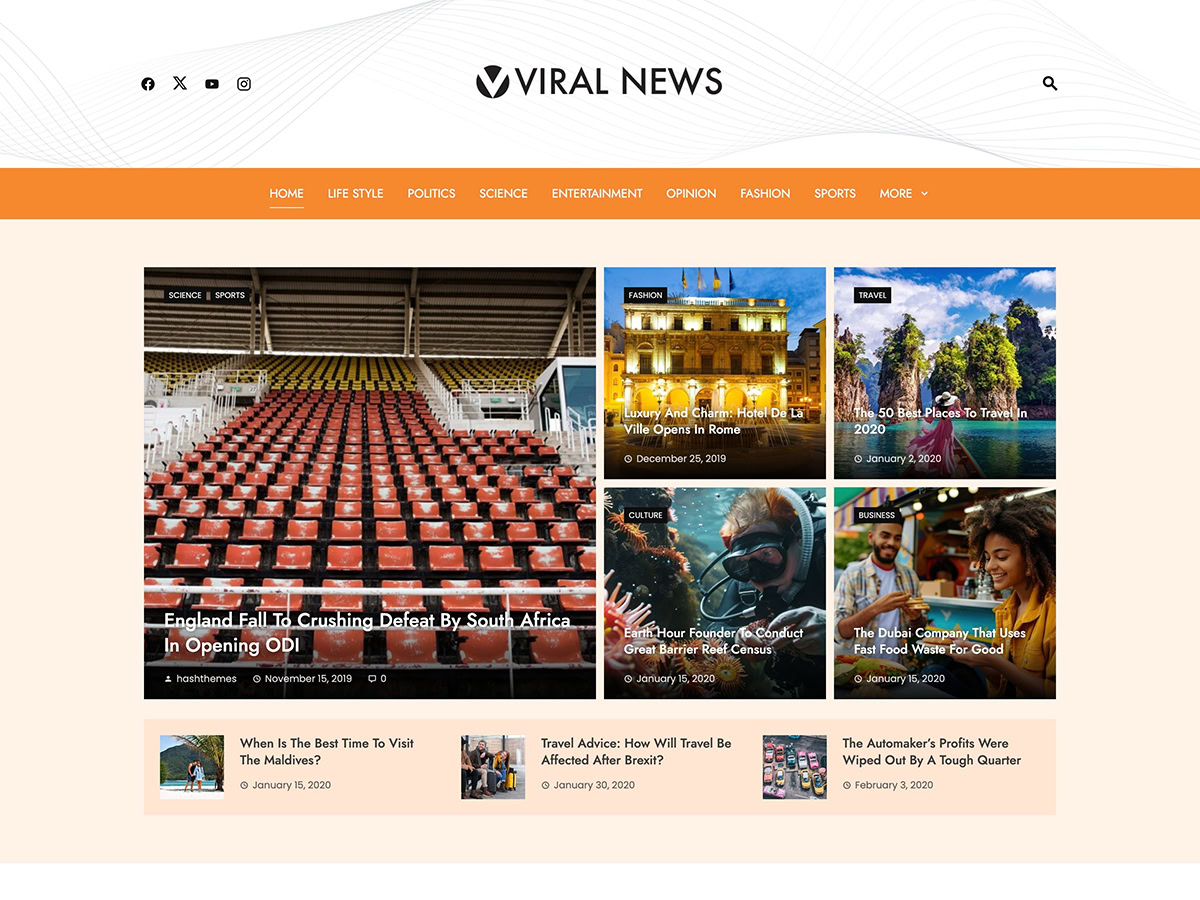 VIRAL NEWS
HOME LIFE STYLE POLITICS SCIENCE ENTERTAINMENT OPINION FASHION SPORTS MORE
SCIENCE SPORTS
England Fall To Crushing Defeat By South Africa
In Opening ODI
hashthemes November 15, 2019 0
FASHION
Luxury And Charm: Hotel De La
Ville Opens In Rome
December 25, 2019
TRAVEL
The 50 Best Places To Travel In
2020
January 2, 2020
CULTURE
Earth Hour Founder To Conduct
Great Barrier Reef Census
January 15, 2020
BUSINESS
The Dubai Company That Uses
Fast Food Waste For Good
January 15, 2020
When Is The Best Time To Visit
The Maldives?
January 15, 2020
Travel Advice: How Will Travel Be
Affected After Brexit?
January 30, 2020
The Automaker’s Profits Were
Wiped Out By A Tough Quarter
February 3, 2020